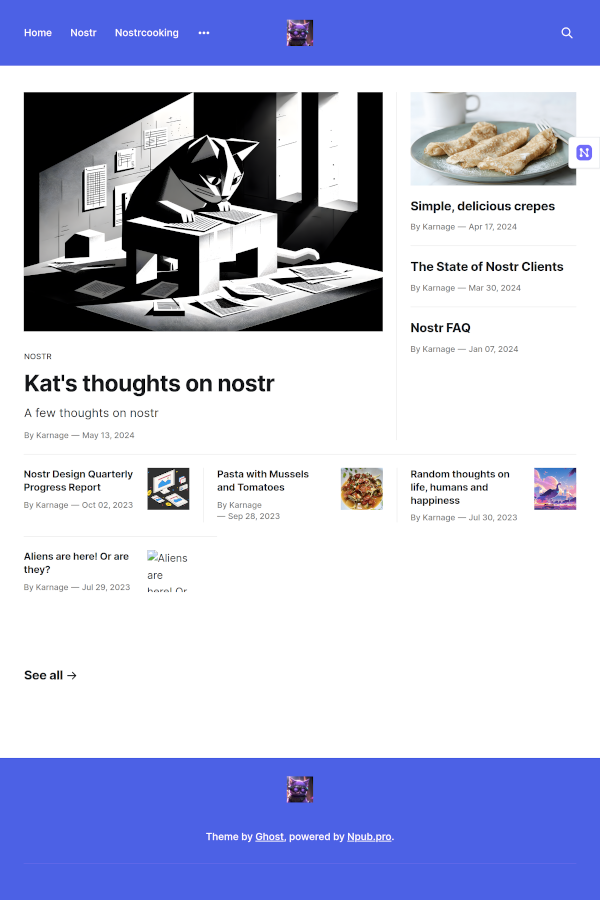 Home
Nostr
Nostrcooking
NOSTR
Kat's thoughts on nostr
A few thoughts on nostr
By Karnage — May 13, 2024
Simple, delicious crepes
By Karnage — Apr 17, 2024
The State of Nostr Clients
By Karnage — Mar 30, 2024
Nostr FAQ
By Karnage — Jan 07, 2024
Nostr Design Quarterly
Progress Report
By Karnage — Oct 02, 2023
Pasta with Mussels
and Tomatoes
By Karnage
— Sep 28, 2023
Random thoughts on
life, humans and
happiness
By Karnage — Jul 30, 2023
Aliens are here! Or are
they?
By Karnage — Jul 29, 2023
Aliens
are
here! Or
See all →
Theme by Ghost, powered by Npub.pro.